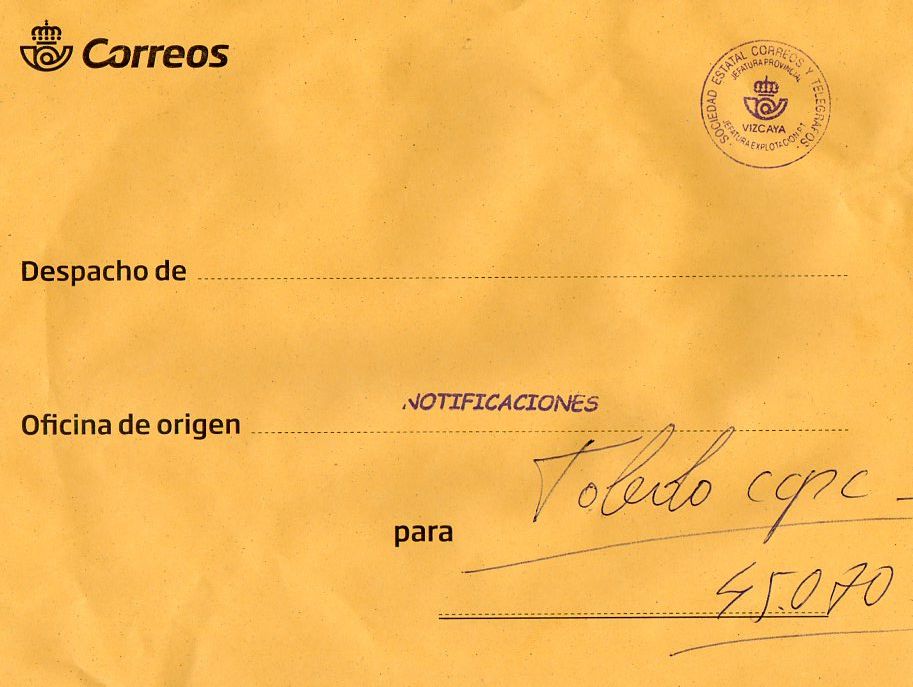 Correos
· SOCIEDAD ESTATAL CORREOS Y TELEGRAFOS ·
JEFATURA PROVINCIAL
VIZCAYA
JEFATURA EXPLOTACION P.T.
Despacho de
NOTIFICACIONES
Oficina de origen
Toledo cqpc -
para
45.070